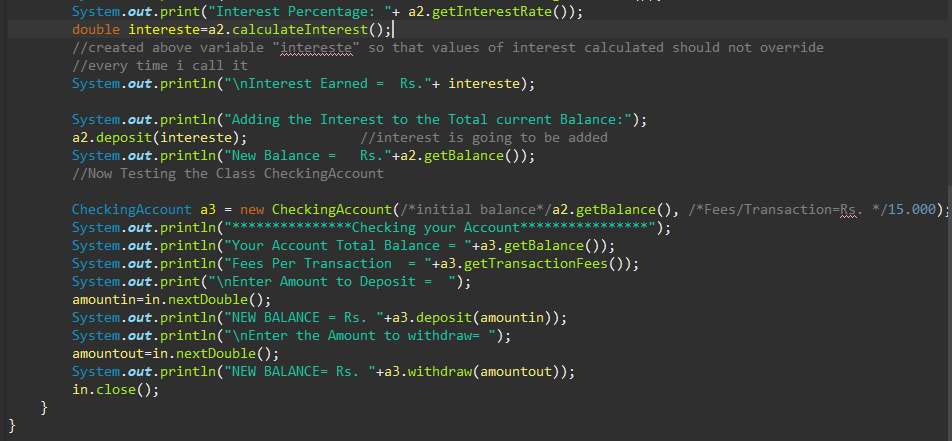 System.out.print("Interest Percentage: "+ a2.getInterestRate());
double intereste=a2.calculateInterest();
//created above variable "intereste" so that values of interest calculated should not override
//every time i call it
System.out.println("\nInterest Earned =  Rs."+ intereste);
System.out.println("Adding the Interest to the Total current Balance:");
a2.deposit(intereste);              //interest is going to be added
System.out.println("New Balance =   Rs."+a2.getBalance());
//Now Testing the Class CheckingAccount
CheckingAccount a3 = new CheckingAccount(/*initial balance*/a2.getBalance(), /*Fees/Transaction=Rs. */15.000);
System.out.println("***************Checking your Account****************");
System.out.println("Your Account Total Balance = "+a3.getBalance());
System.out.println("Fees Per Transaction  = "+a3.getTransactionFees());
System.out.print("\nEnter Amount to Deposit =  ");
amountin=in.nextDouble();
System.out.println("NEW BALANCE = Rs. "+a3.deposit(amountin));
System.out.println("\nEnter the Amount to withdraw= ");
amountout=in.nextDouble();
System.out.println("NEW BALANCE= Rs. "+a3.withdraw(amountout));
in.close();
}
}